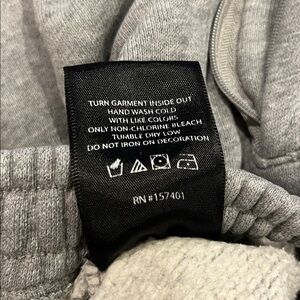 TURN GARMENT INSIDE OUT
HAND WASH COLD
WITH LIKE COLORS
ONLY NON-CHLORINE BLEACH
TUMBLE DRY LOW
DO NOT IRON ON DECORATION
RN #157401